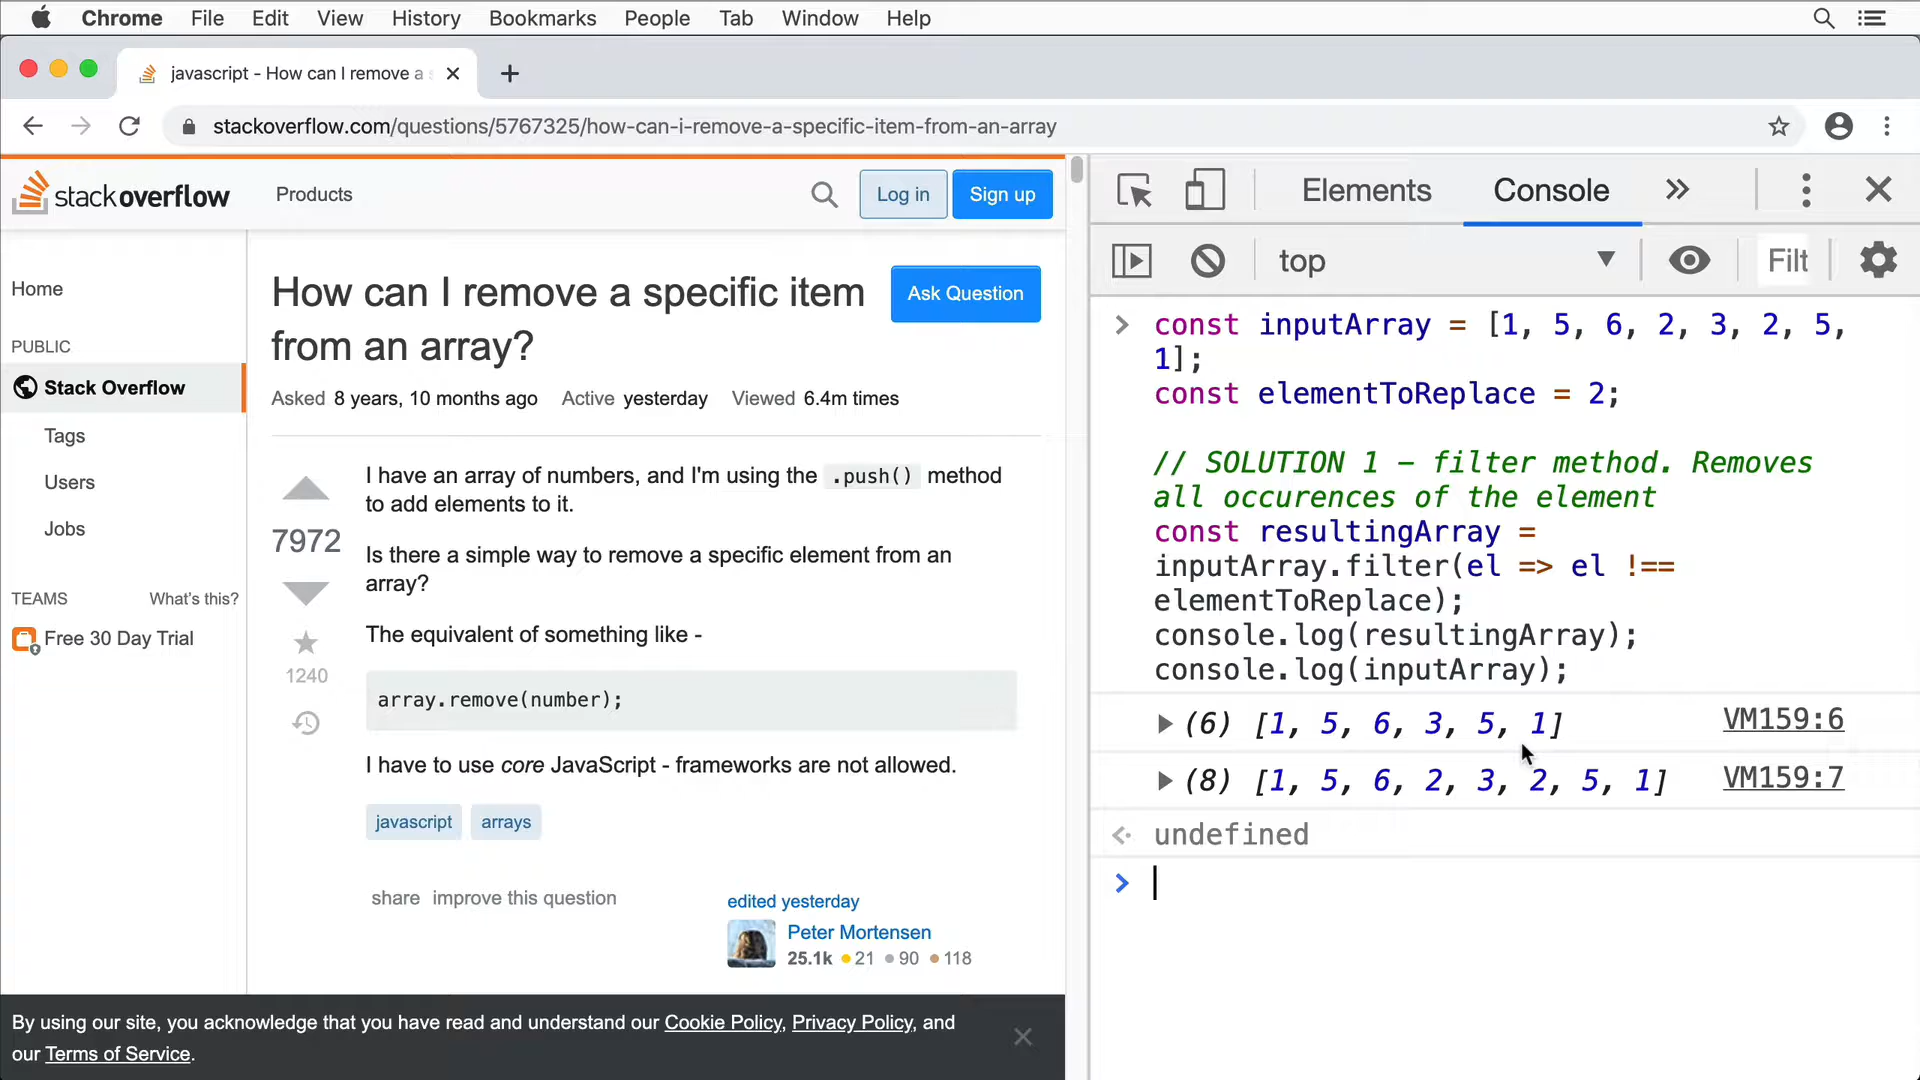 Chrome File Edit View History Bookmarks People Tab Window Help
javascript - How can I remove a
stackoverflow.com/questions/5767325/how-can-i-remove-a-specific-item-from-an-array
stackoverflow Products Log in Sign up
Home
PUBLIC
Stack Overflow
Tags
Users
Jobs
TEAMS What's this?
Free 30 Day Trial
How can I remove a specific item
from an array?
Ask Question
Asked 8 years, 10 months ago Active yesterday Viewed 6.4m times
7972
1240
I have an array of numbers, and I'm using the .push() method
to add elements to it.
Is there a simple way to remove a specific element from an
array?
The equivalent of something like -
array.remove(number);
I have to use core JavaScript - frameworks are not allowed.
javascript arrays
share improve this question
edited yesterday
Peter Mortensen
25.1k 21 90 118
By using our site, you acknowledge that you have read and understand our Cookie Policy, Privacy Policy, and
our Terms of Service.
Elements Console
top Filt
const inputArray = [1, 5, 6, 2, 3, 2, 5,
1];
const elementToReplace = 2;
// SOLUTION 1 – filter method. Removes
all occurences of the element
const resultingArray =
inputArray.filter(el => el !==
elementToReplace);
console.log(resultingArray);
console.log(inputArray);
(6) [1, 5, 6, 3, 5, 1] VM159:6
(8) [1, 5, 6, 2, 3, 2, 5, 1] VM159:7
undefined